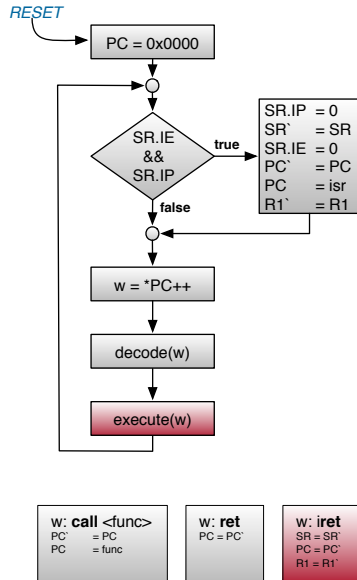 RESET
PC = 0x0000
SR.IE
&&
SR.IP
true
false
SR.IP = 0
SR` = SR
SR.IE = 0
PC` = PC
PC = isr
R1` = R1
w = *PC++
decode(w)
execute(w)
w: call <func>
PC` = PC
PC = func
w: ret
PC = PC`
w: iret
SR = SR`
PC = PC`
R1 = R1`